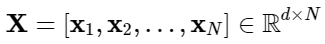 𝐗 = [𝐱₁, 𝐱₂, . . . , 𝐱_N] ∈ ℝ^{d×N}